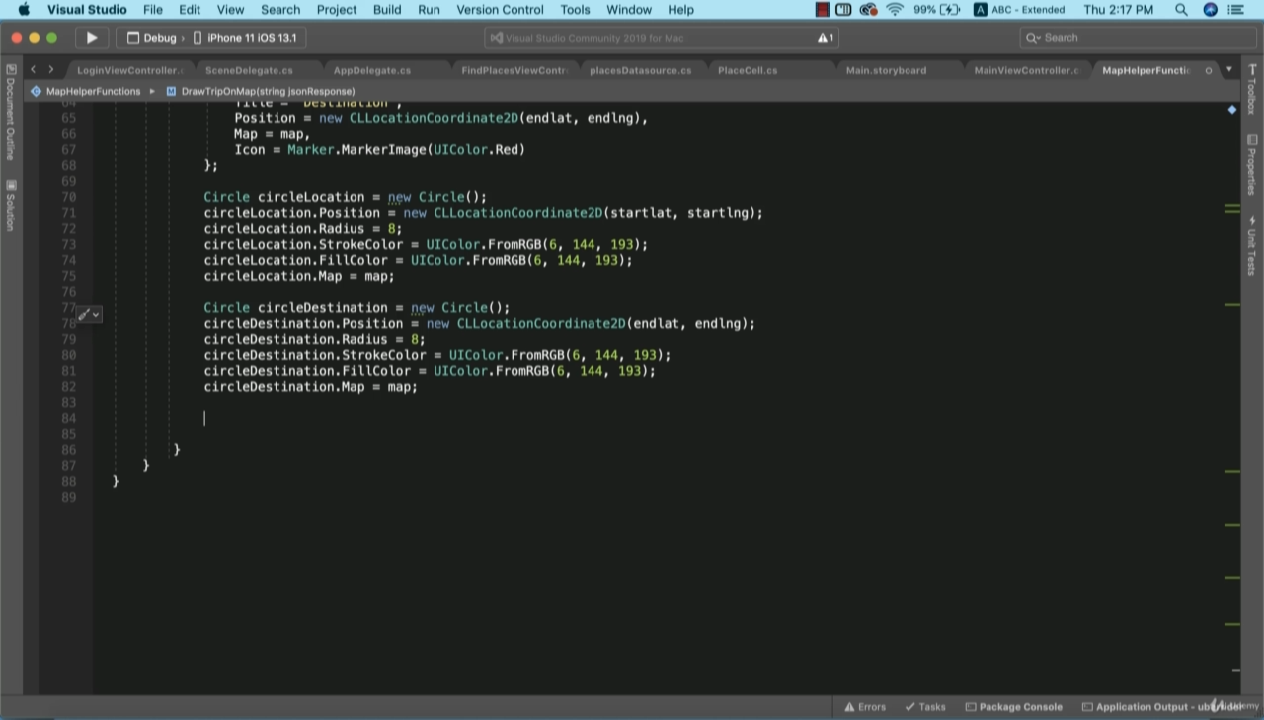 Visual Studio File Edit View Search Project Build Run Version Control Tools Window Help 99% A ABC - Extended Thu 2:17 PM
Debug › iPhone 11 iOS 13.1 Visual Studio Community 2019 for Mac 1 Search
LoginViewController.c SceneDelegate.cs AppDelegate.cs FindPlacesViewContr placesDatasource.cs PlaceCell.cs Main.storyboard MainViewController.c MapHelperFuncti
MapHelperFunctions ▸ M DrawTripOnMap(string jsonResponse)
Document Outline
Solution
Toolbox
Properties
Unit Tests
64 Title = "Destination",
65 Position = new CLLocationCoordinate2D(endlat, endlng),
66 Map = map,
67 Icon = Marker.MarkerImage(UIColor.Red)
68 };
69
70 Circle circleLocation = new Circle();
71 circleLocation.Position = new CLLocationCoordinate2D(startlat, startlng);
72 circleLocation.Radius = 8;
73 circleLocation.StrokeColor = UIColor.FromRGB(6, 144, 193);
74 circleLocation.FillColor = UIColor.FromRGB(6, 144, 193);
75 circleLocation.Map = map;
76
77 Circle circleDestination = new Circle();
78 circleDestination.Position = new CLLocationCoordinate2D(endlat, endlng);
79 circleDestination.Radius = 8;
80 circleDestination.StrokeColor = UIColor.FromRGB(6, 144, 193);
81 circleDestination.FillColor = UIColor.FromRGB(6, 144, 193);
82 circleDestination.Map = map;
83
84
85
86 }
87 }
88 }
89
Errors Tasks Package Console Application Output -